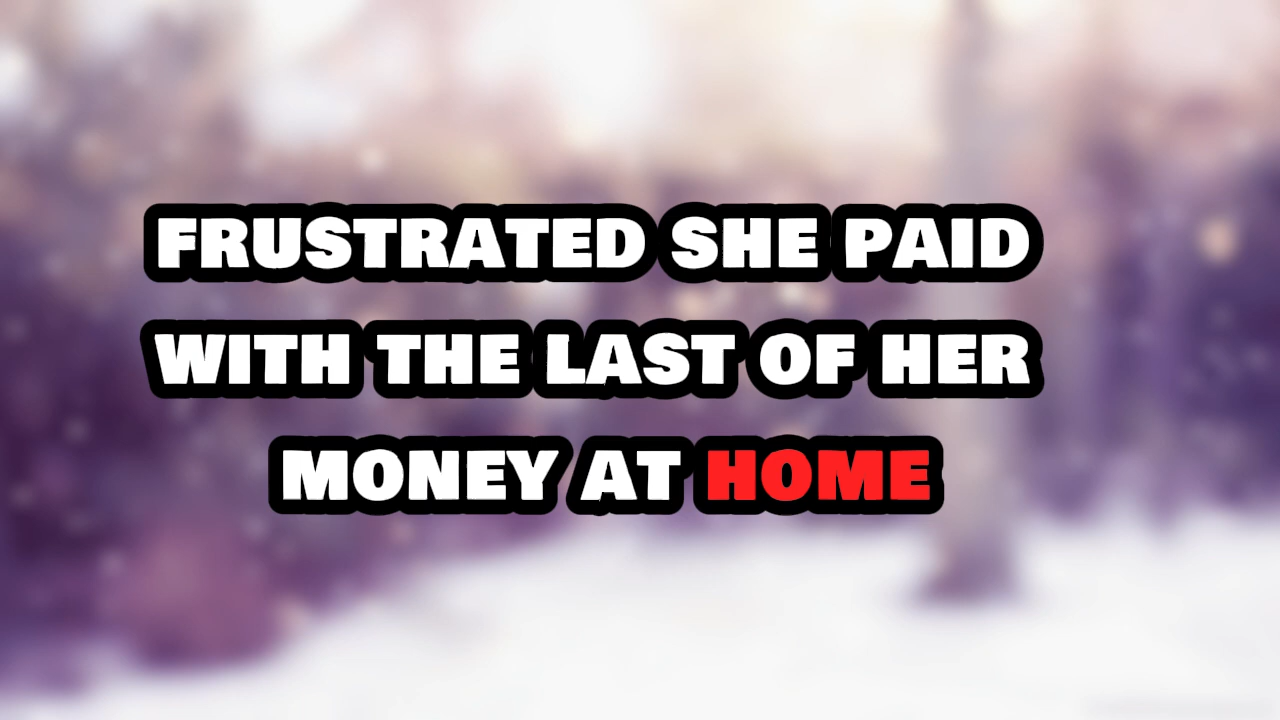 FRUSTRATED SHE PAID
WITH THE LAST OF HER
MONEY AT HOME